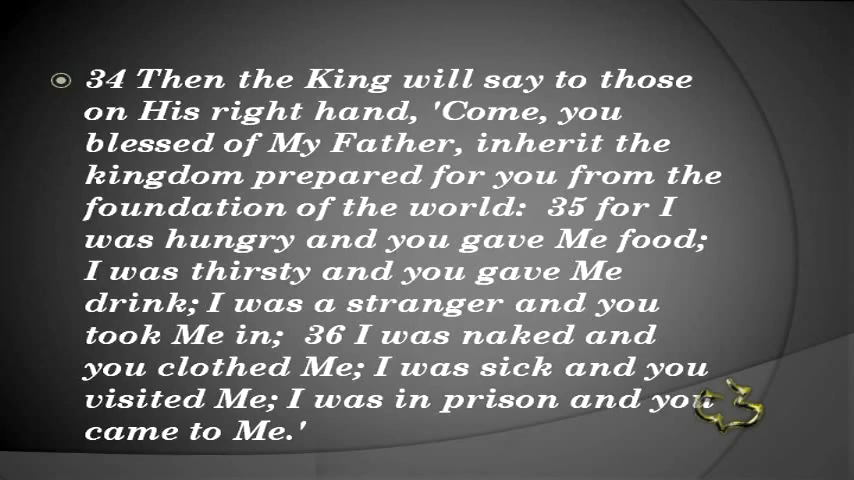 34 Then the King will say to those
on His right hand, 'Come, you
blessed of My Father, inherit the
kingdom prepared for you from the
foundation of the world:  35 for I
was hungry and you gave Me food;
I was thirsty and you gave Me
drink; I was a stranger and you
took Me in;  36 I was naked and
you clothed Me; I was sick and you
visited Me; I was in prison and you
came to Me.'